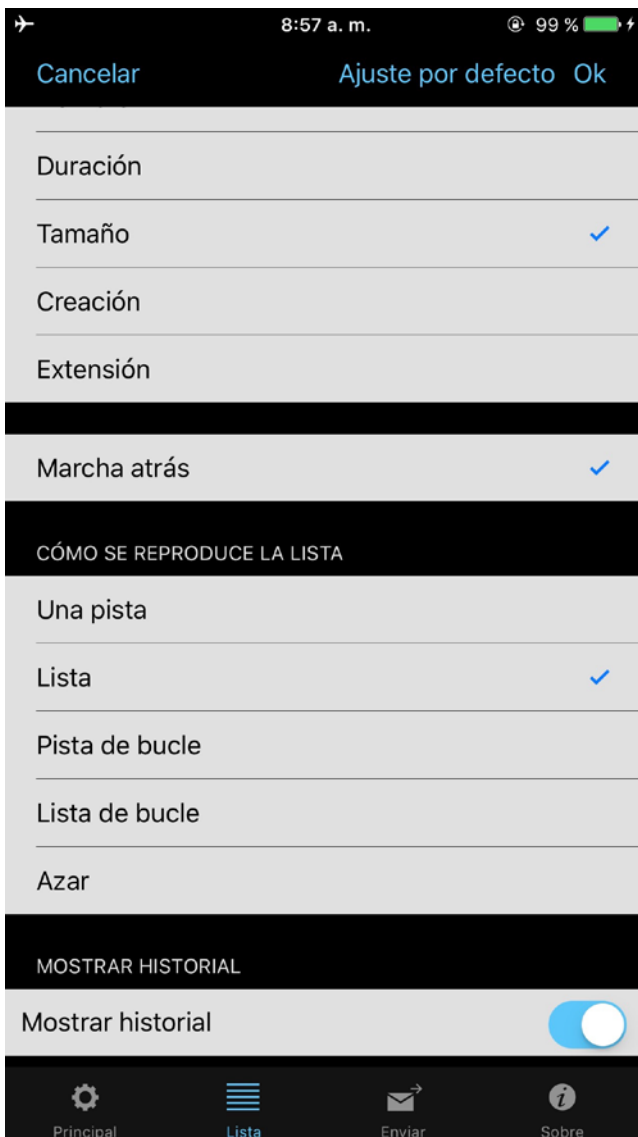 8:57 a. m.
99 %
Cancelar
Ajuste por defecto
Ok
Duración
Tamaño
Creación
Extensión
Marcha atrás
CÓMO SE REPRODUCE LA LISTA
Una pista
Lista
Pista de bucle
Lista de bucle
Azar
MOSTRAR HISTORIAL
Mostrar historial
Principal
Lista
Enviar
Sobre